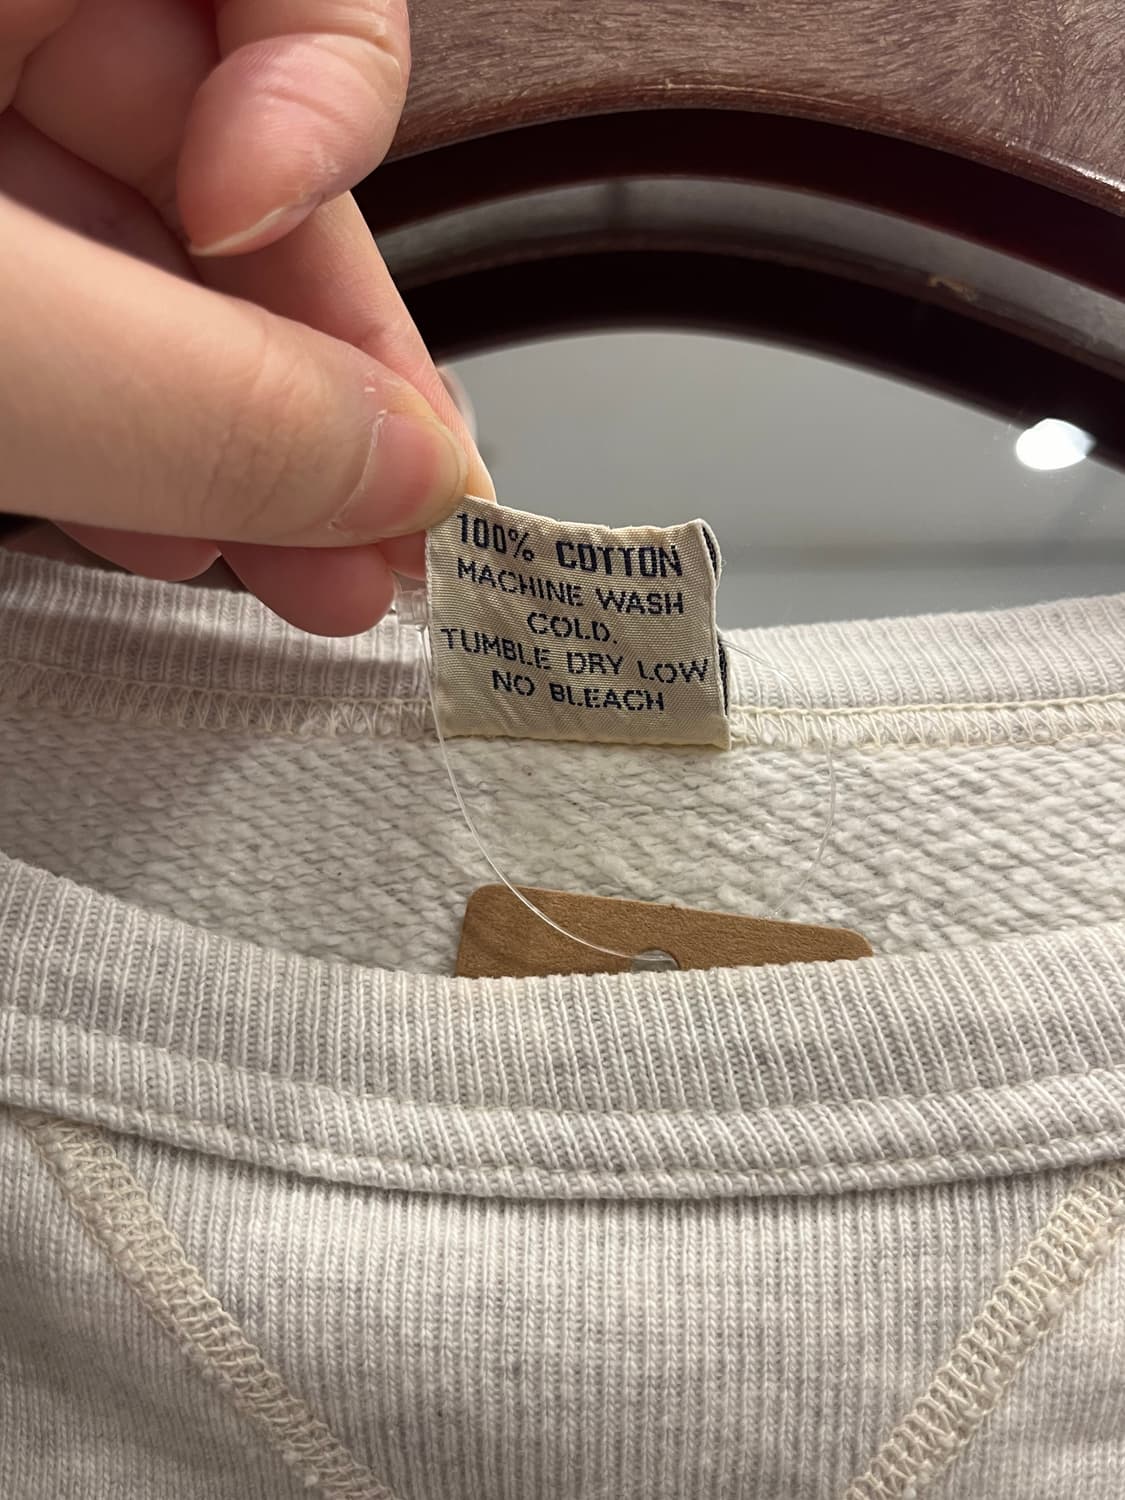 100% COTTON
MACHINE WASH
COLD.
TUMBLE DRY LOW
NO BLEACH